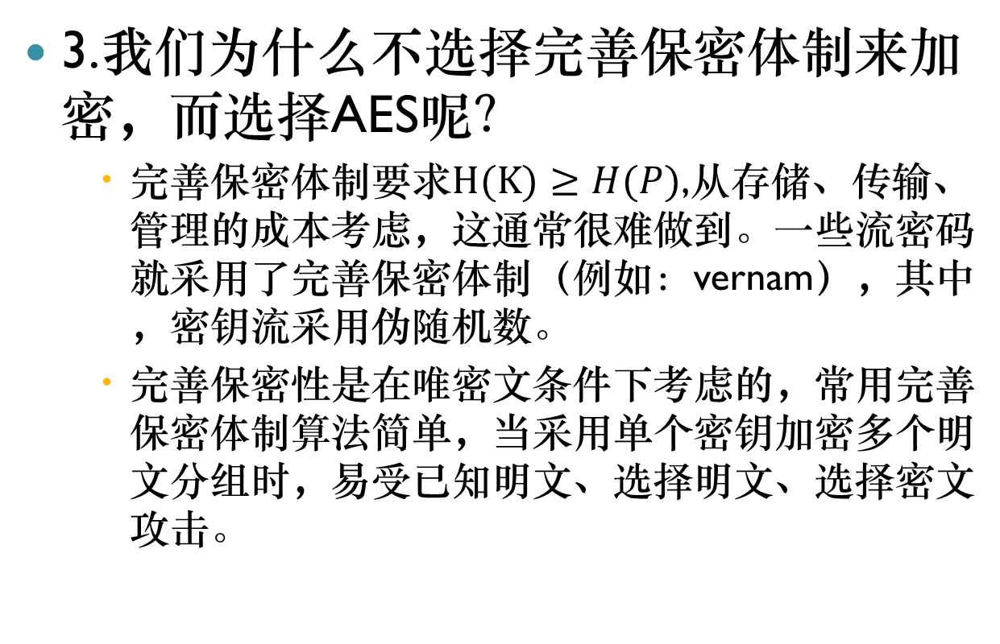 • 3.我们为什么不选择完善保密体制来加
密，而选择AES呢？
• 完善保密体制要求H(K) ≥ H(P),从存储、传输、
管理的成本考虑，这通常很难做到。一些流密码
就采用了完善保密体制（例如：vernam），其中
，密钥流采用伪随机数。
• 完善保密性是在唯密文条件下考虑的，常用完善
保密体制算法简单，当采用单个密钥加密多个明
文分组时，易受已知明文、选择明文、选择密文
攻击。